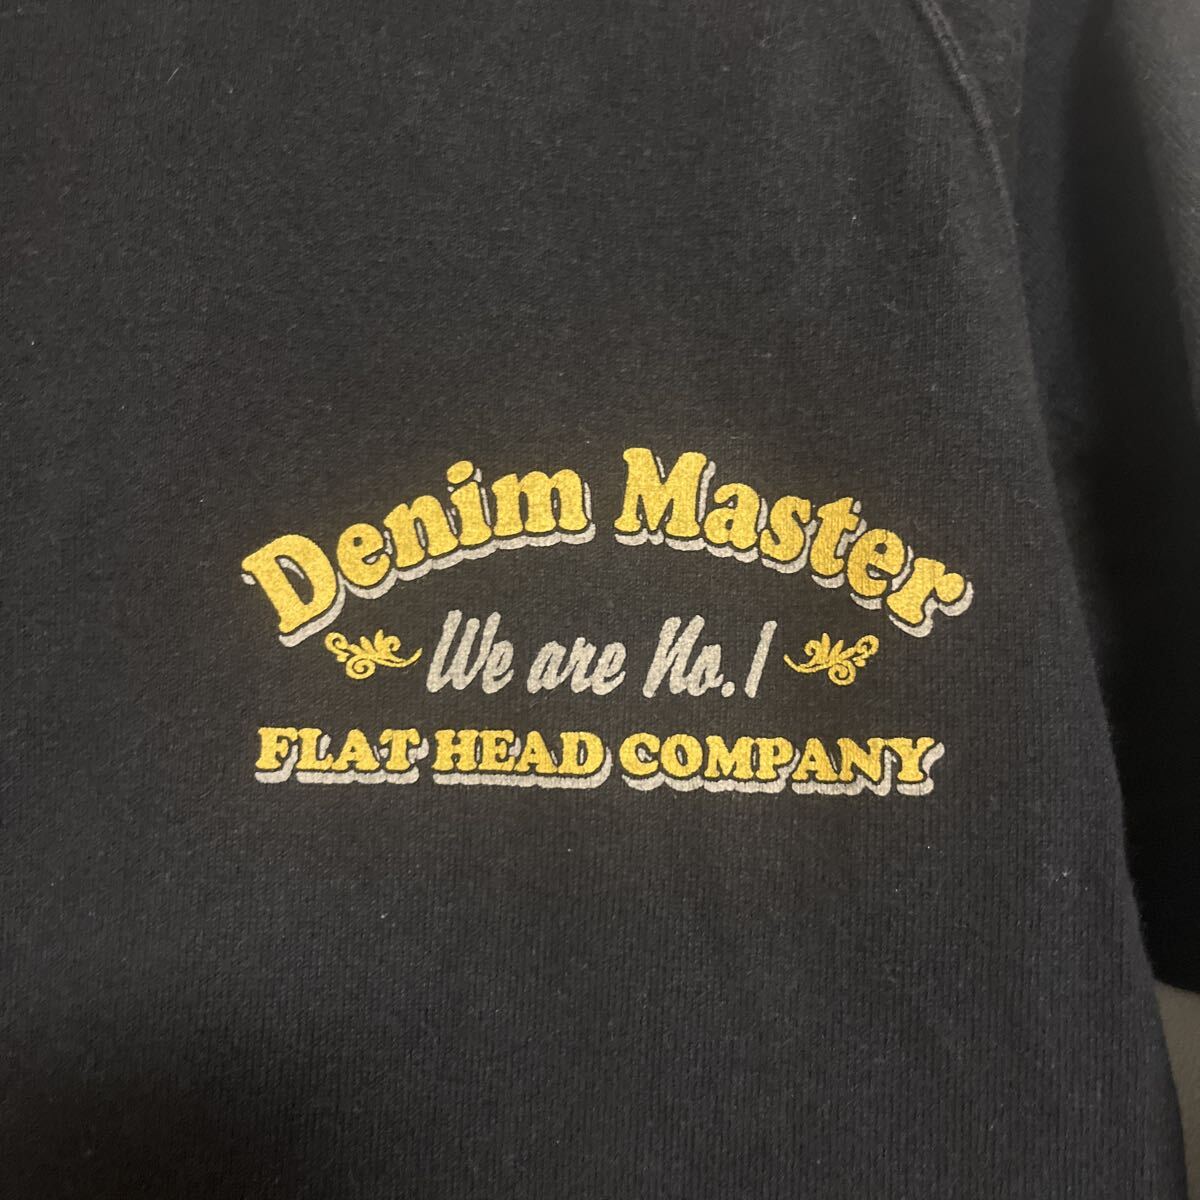 Denim Master
We are No.1
FLAT HEAD COMPANY